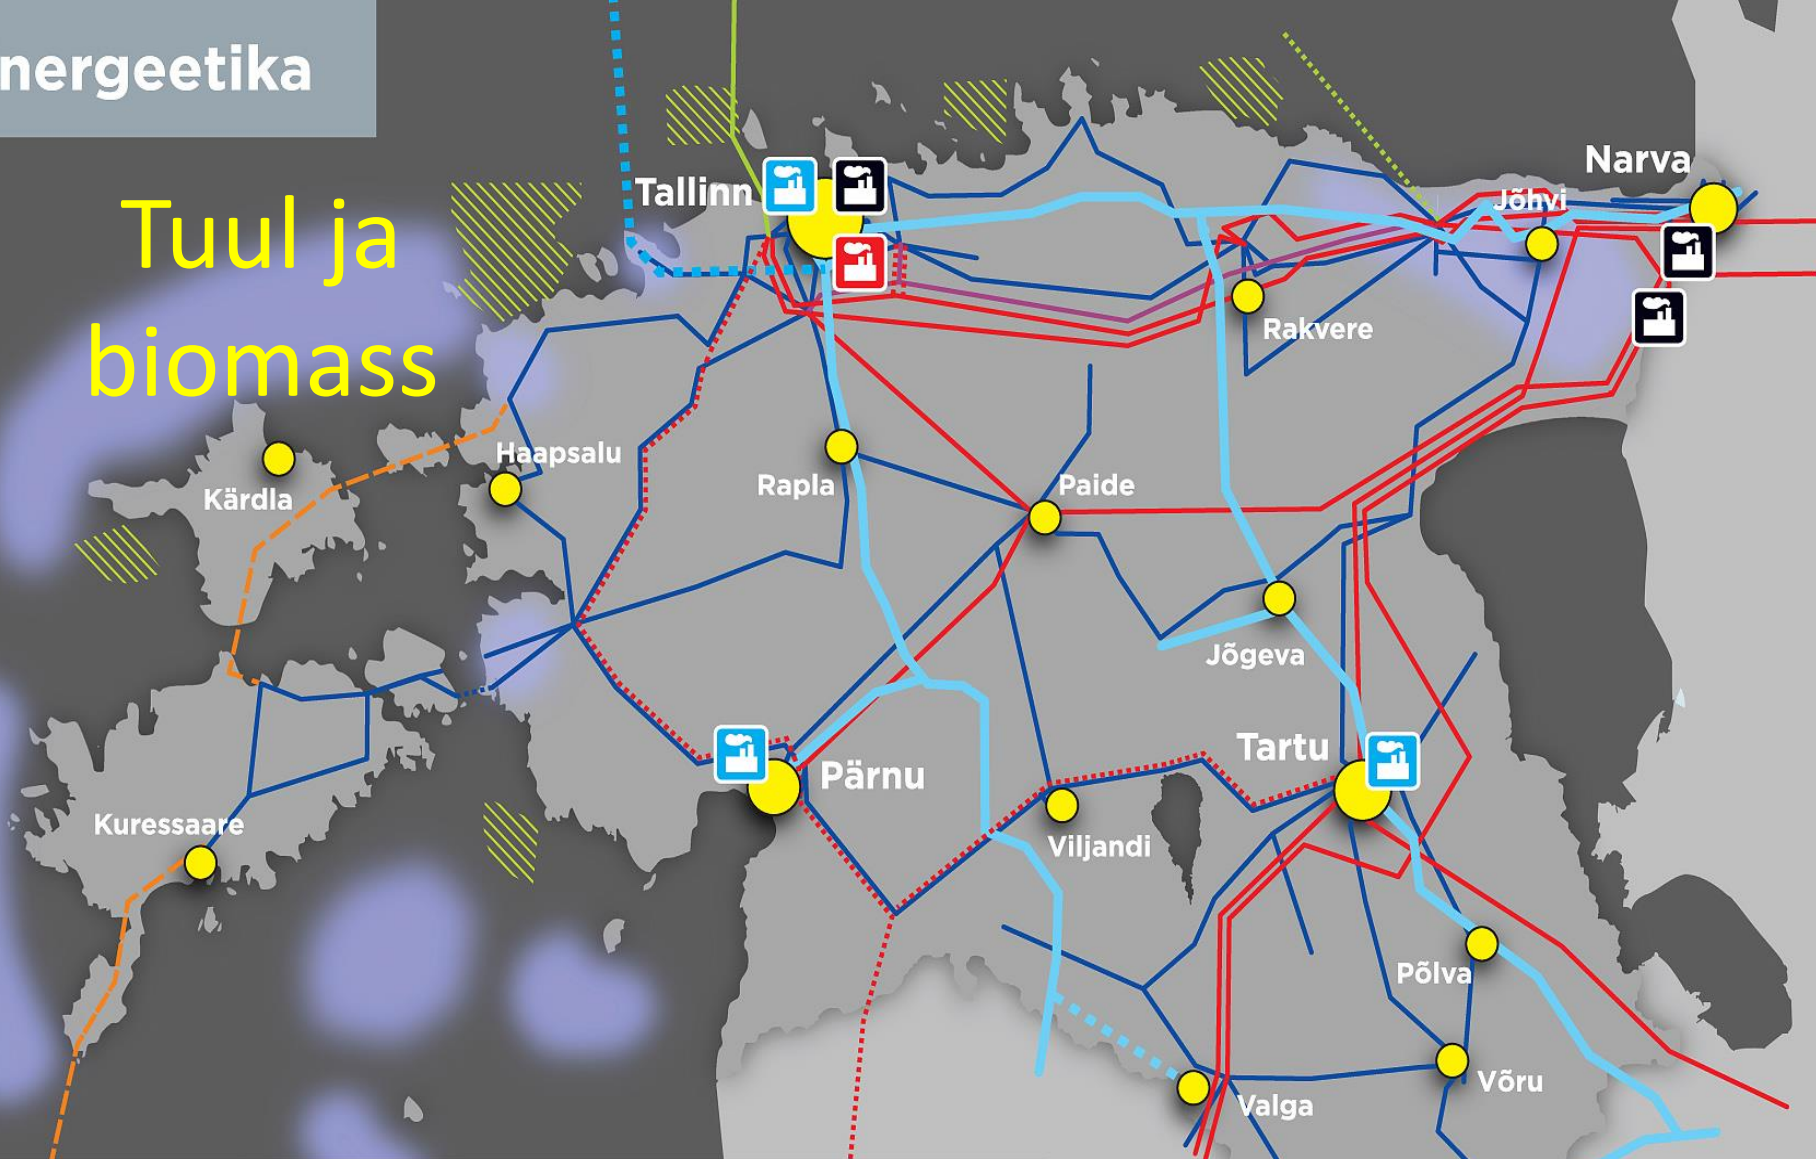 nergeetika
Tuul ja
biomass
Tallinn
Narva
Jõhvi
Rakvere
Haapsalu
Kärdla
Rapla
Paide
Jõgeva
Tartu
Pärnu
Kuressaare
Viljandi
Põlva
Võru
Valga